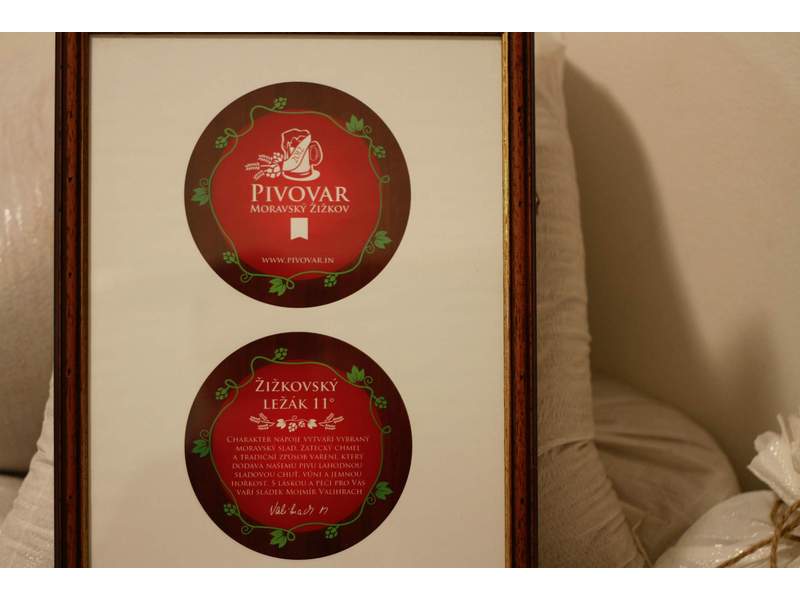 PIVOVAR
MORAVSKÝ ŽIŽKOV
WWW.PIVOVAR.IN
ŽIŽKOVSKÝ
LEŽÁK 11°
CHARAKTER NÁPOJE VYTVÁŘÍ VYBRANÝ
MORAVSKÝ SLAD, ŽATECKÝ CHMEL
A TRADIČNÍ ZPŮSOB VAŘENÍ, KTERÝ
DODÁVÁ NAŠEMU PIVU LAHODNOU
SLADOVOU CHUŤ, VŮNI A JEMNOU
HOŘKOST. S LÁSKOU A PÉČÍ PRO VÁS
VAŘÍ SLÁDEK MOJMÍR VALIHRACH
Valihrach M